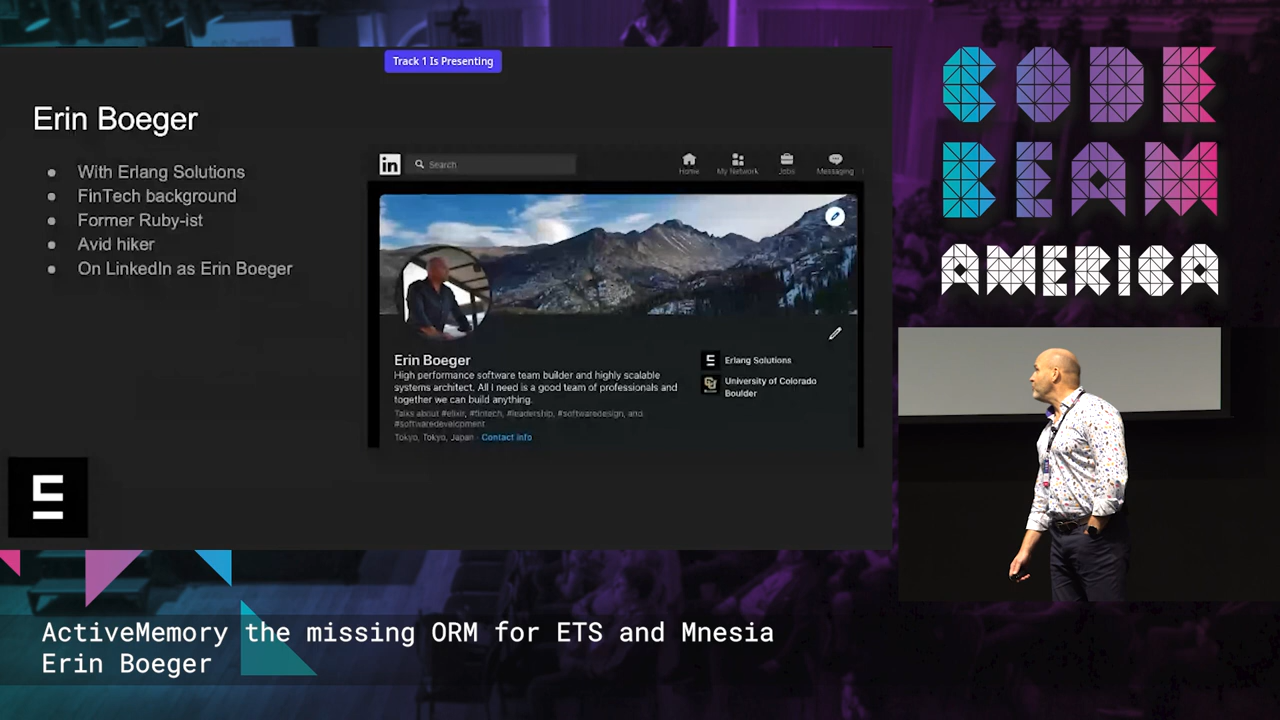 Track 1 Is Presenting
Erin Boeger
With Erlang Solutions
FinTech background
Former Ruby-ist
Avid hiker
On LinkedIn as Erin Boeger
in
Search
Home
My Network
Jobs
Messaging
Erin Boeger
High performance software team builder and highly scalable
systems architect. All I need is a good team of professionals and
together we can build anything.
Talks about #elixir, #fintech, #leadership, #softwaredesign, and
#softwaredevelopment
Tokyo, Tokyo, Japan · Contact info
Erlang Solutions
University of Colorado
Boulder
CODE
BEAM
AMERICA
ActiveMemory the missing ORM for ETS and Mnesia
Erin Boeger